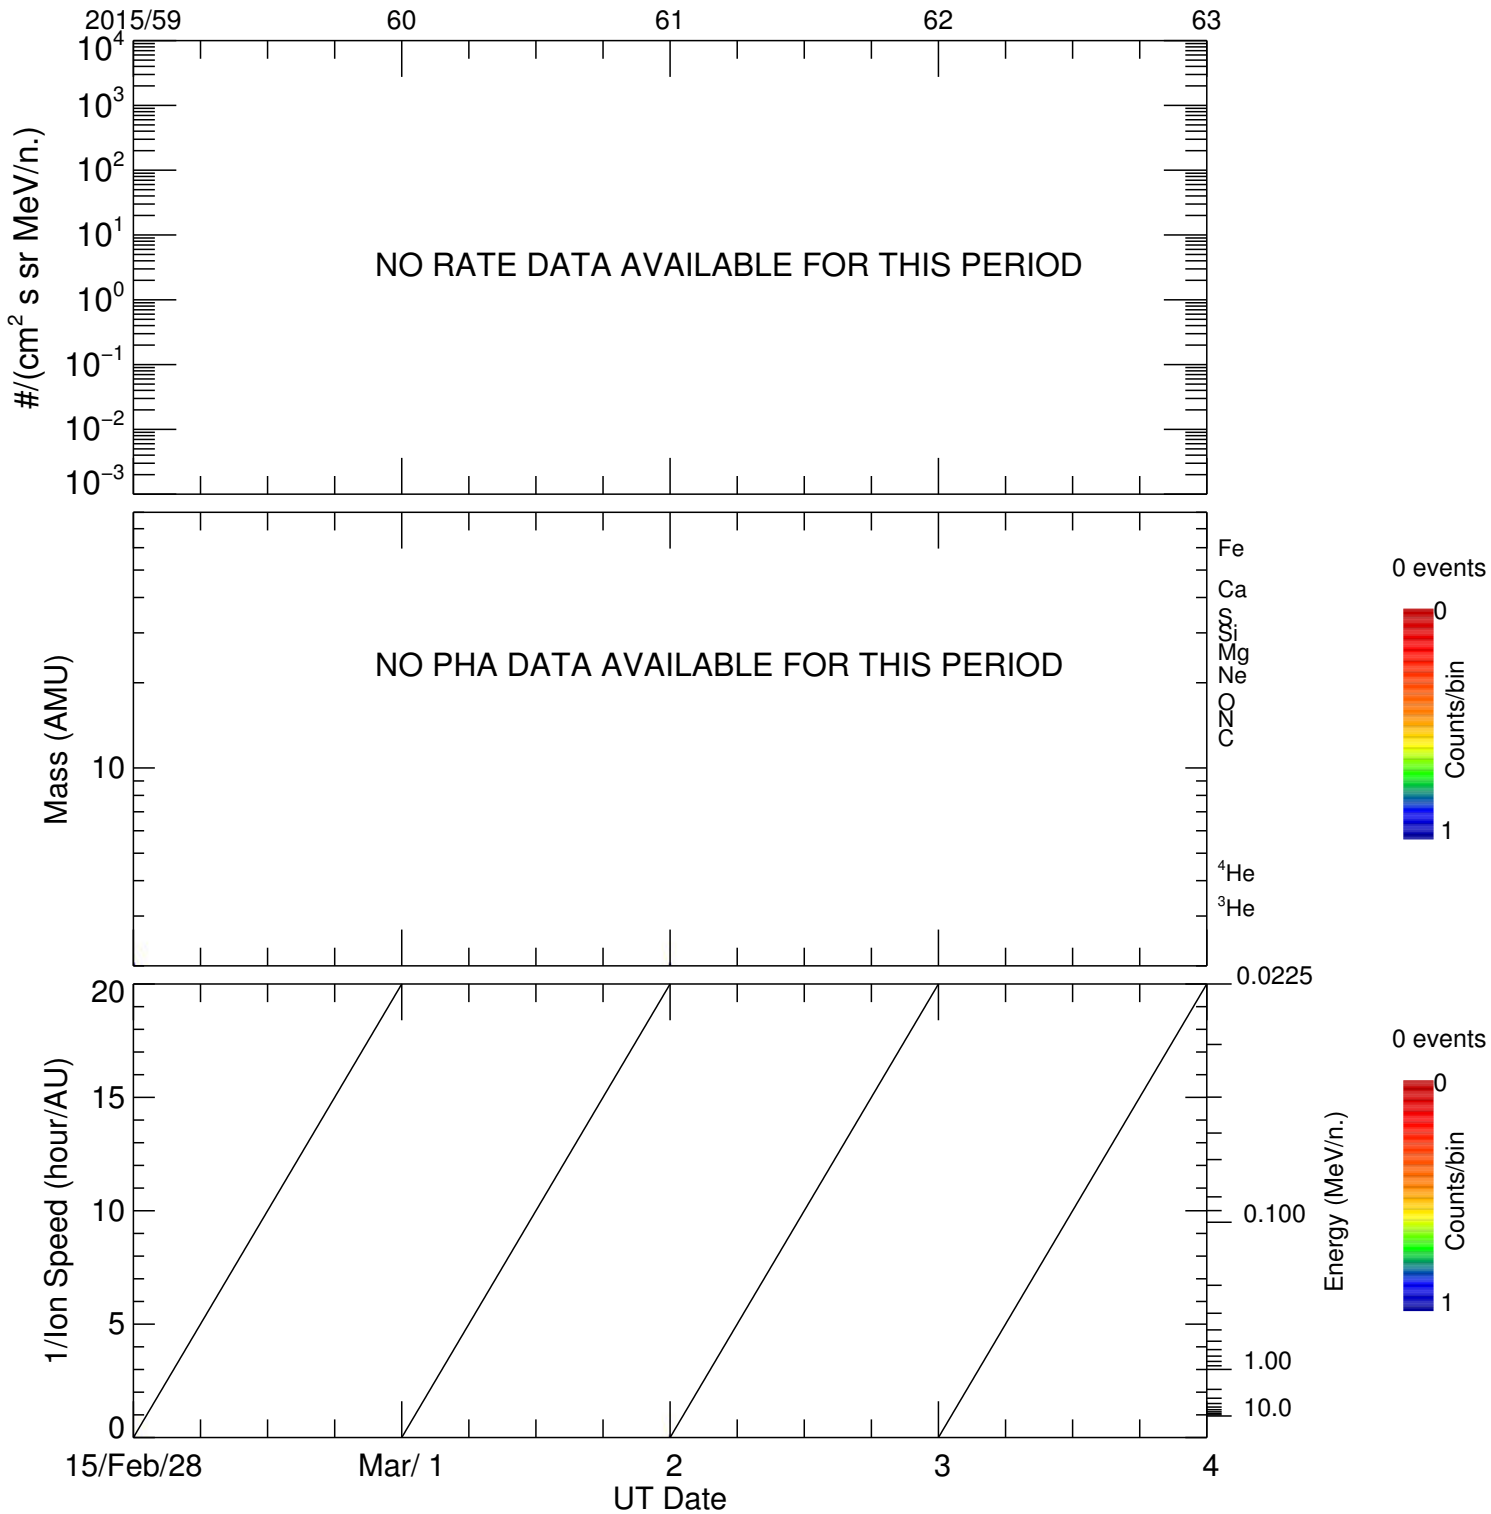 2015/59 60 61 62 63
10^4
10^3
10^2
10^1
10^0
10^−1
10^−2
10^−3
#/(cm^2 s sr MeV/n.)
NO RATE DATA AVAILABLE FOR THIS PERIOD
Mass (AMU)
10
NO PHA DATA AVAILABLE FOR THIS PERIOD
Fe
Ca
S
Si
Mg
Ne
O
N
C
^4He
^3He
0 events
0
Counts/bin
1
1/Ion Speed (hour/AU)
20
15
10
5
0
0.0225
0.100
1.00
10.0
Energy (MeV/n.)
0 events
0
Counts/bin
1
15/Feb/28 Mar/ 1 2 3 4
UT Date